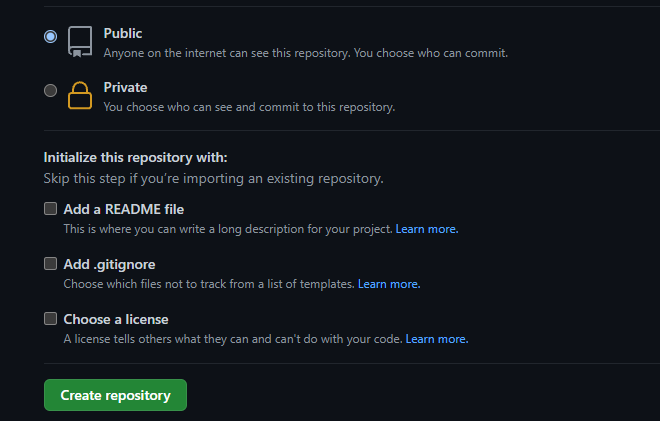 Public
Anyone on the internet can see this repository. You choose who can commit.
Private
You choose who can see and commit to this repository.
Initialize this repository with:
Skip this step if you’re importing an existing repository.
Add a README file
This is where you can write a long description for your project. Learn more.
Add .gitignore
Choose which files not to track from a list of templates. Learn more.
Choose a license
A license tells others what they can and can't do with your code. Learn more.
Create repository